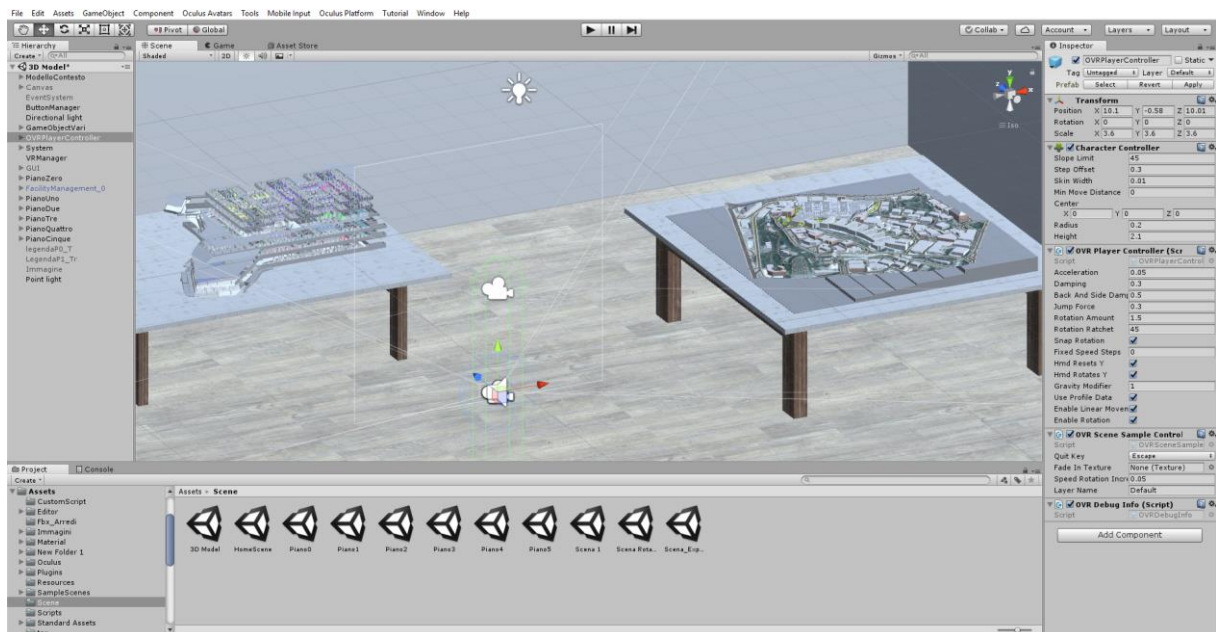 File Edit Assets GameObject Component Oculus Avatars Tools Mobile Input Oculus Platform Tutorial Window Help
Pivot Global Collab Account Layers Layout
Hierarchy
Create All
3D Model*
ModelloContesto
Canvas
EventSystem
ButtonManager
Directional light
GameObjectVari
OVRPlayerController
System
VRManager
GUI
PianoZero
FacilityManagement_0
PianoUno
PianoDue
PianoTre
PianoQuattro
PianoCinque
legendaP0_T
LegendaP1_Tr
Immagine
Point light
Scene Game Asset Store
Shaded 2D Gizmos All
y
x
Iso
Inspector
OVRPlayerController Static
Tag Untagged Layer Default
Prefab Select Revert Apply
Transform
Position X 10.1 Y -0.58 Z 10.01
Rotation X 0 Y 0 Z 0
Scale X 3.6 Y 3.6 Z 3.6
Character Controller
Slope Limit 45
Step Offset 0.3
Skin Width 0.01
Min Move Distance 0
Center
X 0 Y 0 Z 0
Radius 0.2
Height 2.1
OVR Player Controller (Scr
Script OVRPlayerControl
Acceleration 0.05
Damping 0.3
Back And Side Damp 0.5
Jump Force 0.3
Rotation Amount 1.5
Rotation Ratchet 45
Snap Rotation
Fixed Speed Steps 0
Hmd Resets Y
Hmd Rotates Y
Gravity Modifier 1
Use Profile Data
Enable Linear Movem
Enable Rotation
OVR Scene Sample Control
Script OVRSceneSample
Quit Key Escape
Fade In Texture None (Texture)
Speed Rotation Incre 0.05
Layer Name Default
OVR Debug Info (Script)
Script OVRDebugInfo
Add Component
Project Console
Create
Assets
CustomScript
Editor
Fbx_Arredi
Immagini
Material
New Folder 1
Oculus
Plugins
Resources
SampleScenes
Scene
Scripts
Standard Assets
Assets Scene
3D Model HomeScene Piano0 Piano1 Piano2 Piano3 Piano4 Piano5 Scena 1 Scena Rota... Scena_Esp...